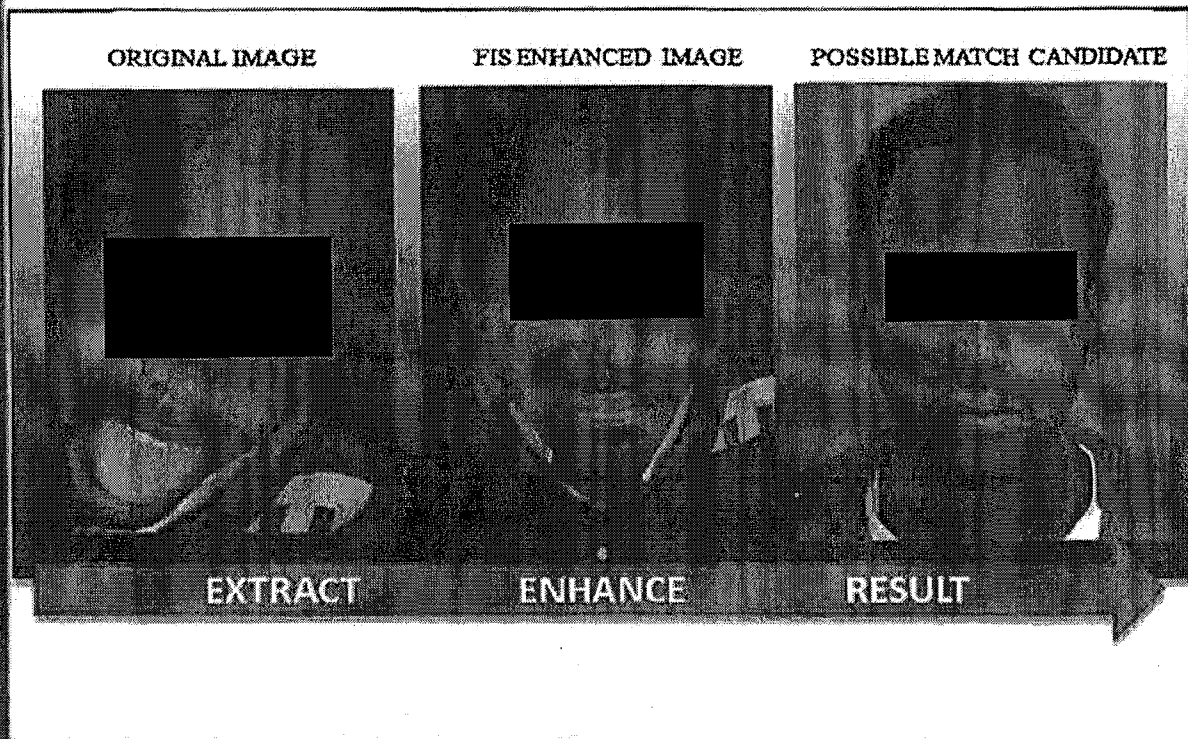 ORIGINAL IMAGE
FIS ENHANCED IMAGE
POSSIBLE MATCH CANDIDATE
EXTRACT
ENHANCE
RESULT